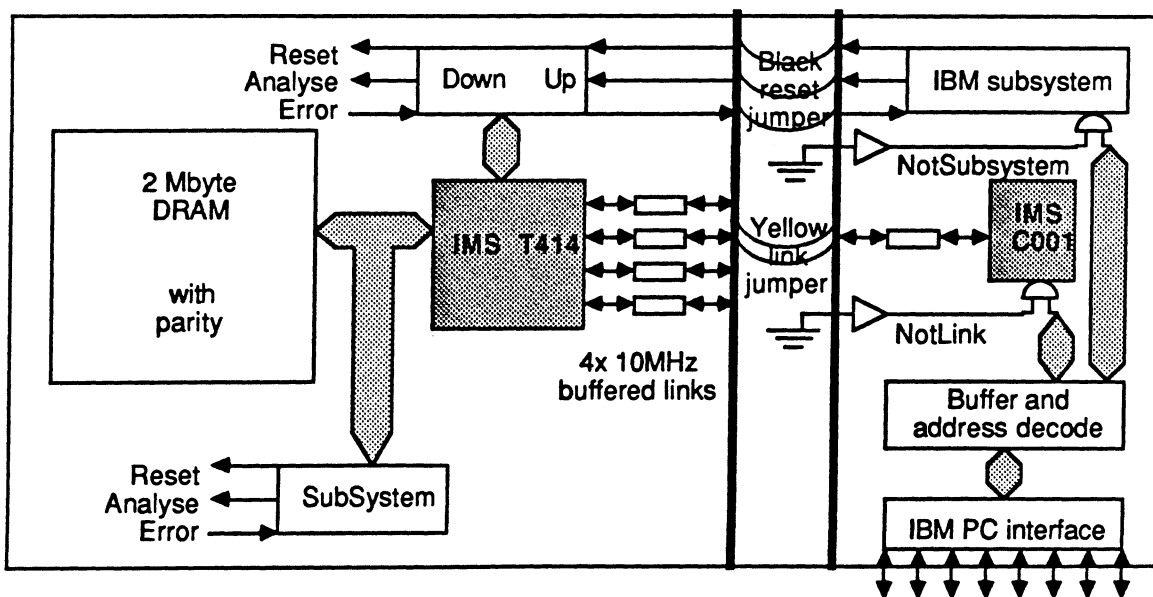 Reset
Analyse
Error
Down Up
Black
reset
jumper
IBM subsystem
NotSubsystem
2 Mbyte
DRAM
with
parity
IMS T414
Yellow
link
jumper
IMS
C001
NotLink
4x 10MHz
buffered links
Buffer and
address decode
Reset
Analyse
Error
SubSystem
IBM PC interface